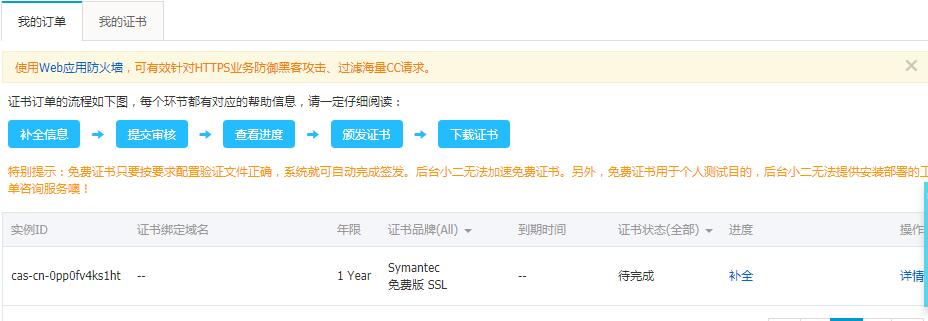 我的订单 我的证书
使用Web应用防火墙，可有效针对HTTPS业务防御黑客攻击、过滤海量CC请求。 ×
证书订单的流程如下图，每个环节都有对应的帮助信息，请一定仔细阅读：
补全信息 → 提交审核 → 查看进度 → 颁发证书 → 下载证书
特别提示：免费证书只要按要求配置验证文件正确，系统就可自动完成签发。后台小二无法加速免费证书。另外，免费证书用于个人测试目的，后台小二无法提供安装部署的工
单咨询服务噢！
实例ID 证书绑定域名 年限 证书品牌(All) 到期时间 证书状态(全部) 进度 操作
cas-cn-0pp0fv4ks1ht -- 1 Year Symantec -- 待完成 补全 详情
免费版 SSL